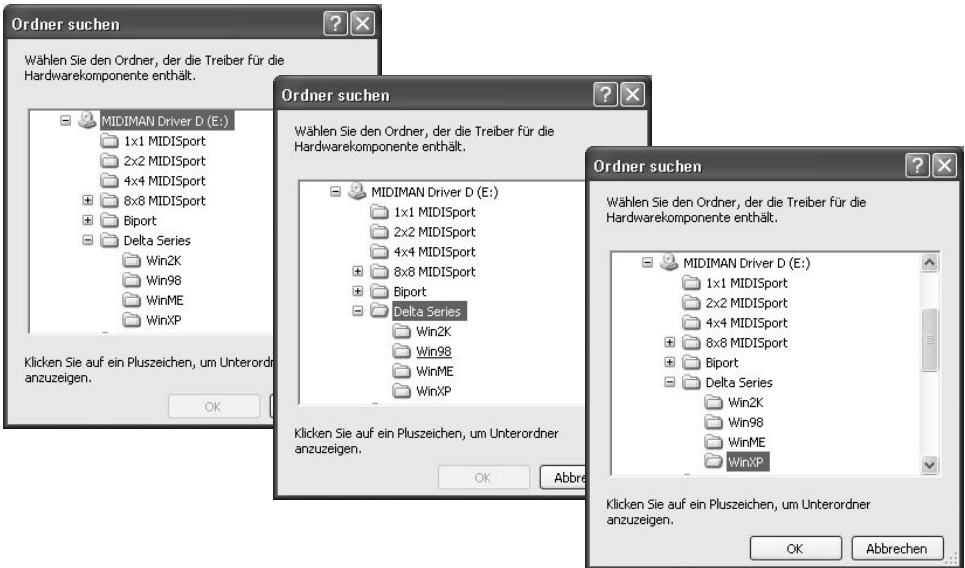 Ordner suchen
Wählen Sie den Ordner, der die Treiber für die
Hardwarekomponente enthält.
MIDIMAN Driver D (E:)
1x1 MIDISport
2x2 MIDISport
4x4 MIDISport
8x8 MIDISport
Biport
Delta Series
Win2K
Win98
WinME
WinXP
Klicken Sie auf ein Pluszeichen, um
anzuzeigen.
OK
Ordner suchen
Wählen Sie den Ordner, der die Treiber für die
Hardwarekomponente enthält.
MIDIMAN Driver D (E:)
1x1 MIDISport
2x2 MIDISport
4x4 MIDISport
8x8 MIDISport
Biport
Delta Series
Win2K
Win98
WinME
WinXP
Klicken Sie auf ein Pluszeichen, um Unterordner
anzuzeigen.
OK
Ordner suchen
Wählen Sie den Ordner, der die Treiber für die
Hardwarekomponente enthält.
MIDIMAN Driver D (E:)
1x1 MIDISport
2x2 MIDISport
4x4 MIDISport
8x8 MIDISport
Biport
Delta Series
Win2K
Win98
WinME
WinXP
Klicken Sie auf ein Pluszeichen, um Unterordner
anzuzeigen.
OK
Abbrechen